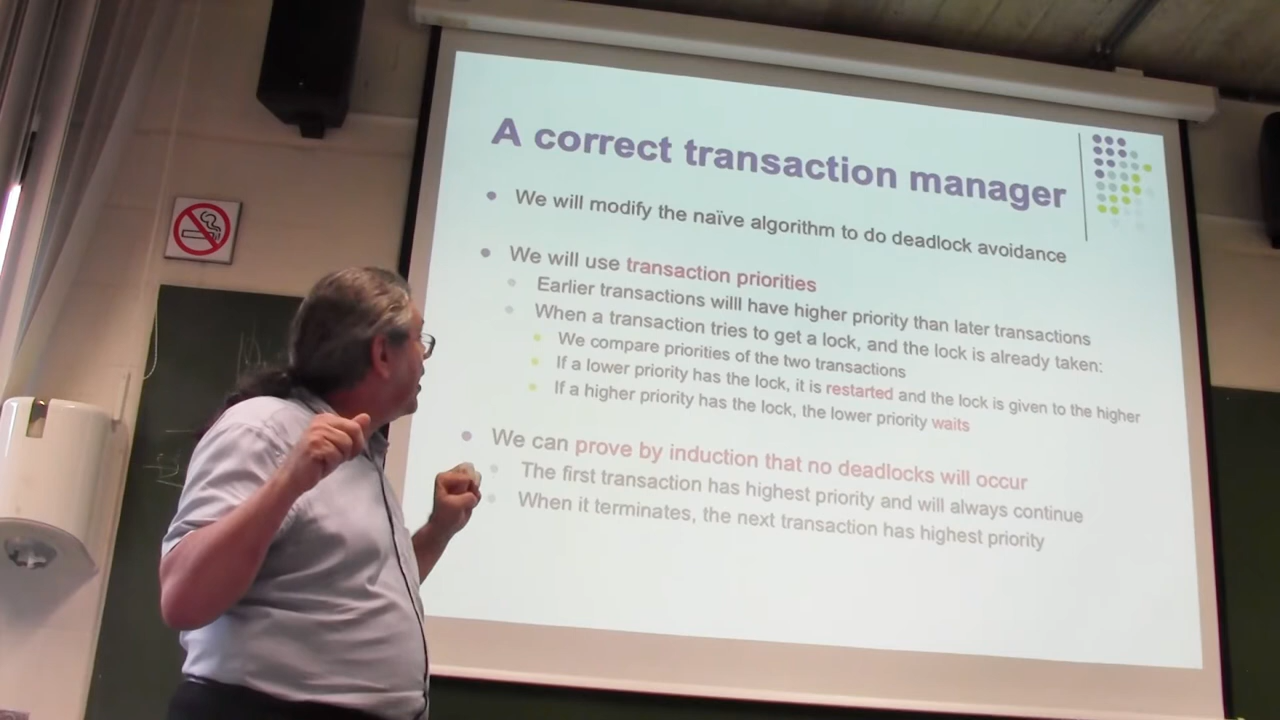 A correct transaction manager
We will modify the naïve algorithm to do deadlock avoidance
We will use transaction priorities
Earlier transactions willl have higher priority than later transactions
When a transaction tries to get a lock, and the lock is already taken:
We compare priorities of the two transactions
If a lower priority has the lock, it is restarted and the lock is given to the higher
If a higher priority has the lock, the lower priority waits
We can prove by induction that no deadlocks will occur
The first transaction has highest priority and will always continue
When it terminates, the next transaction has highest priority